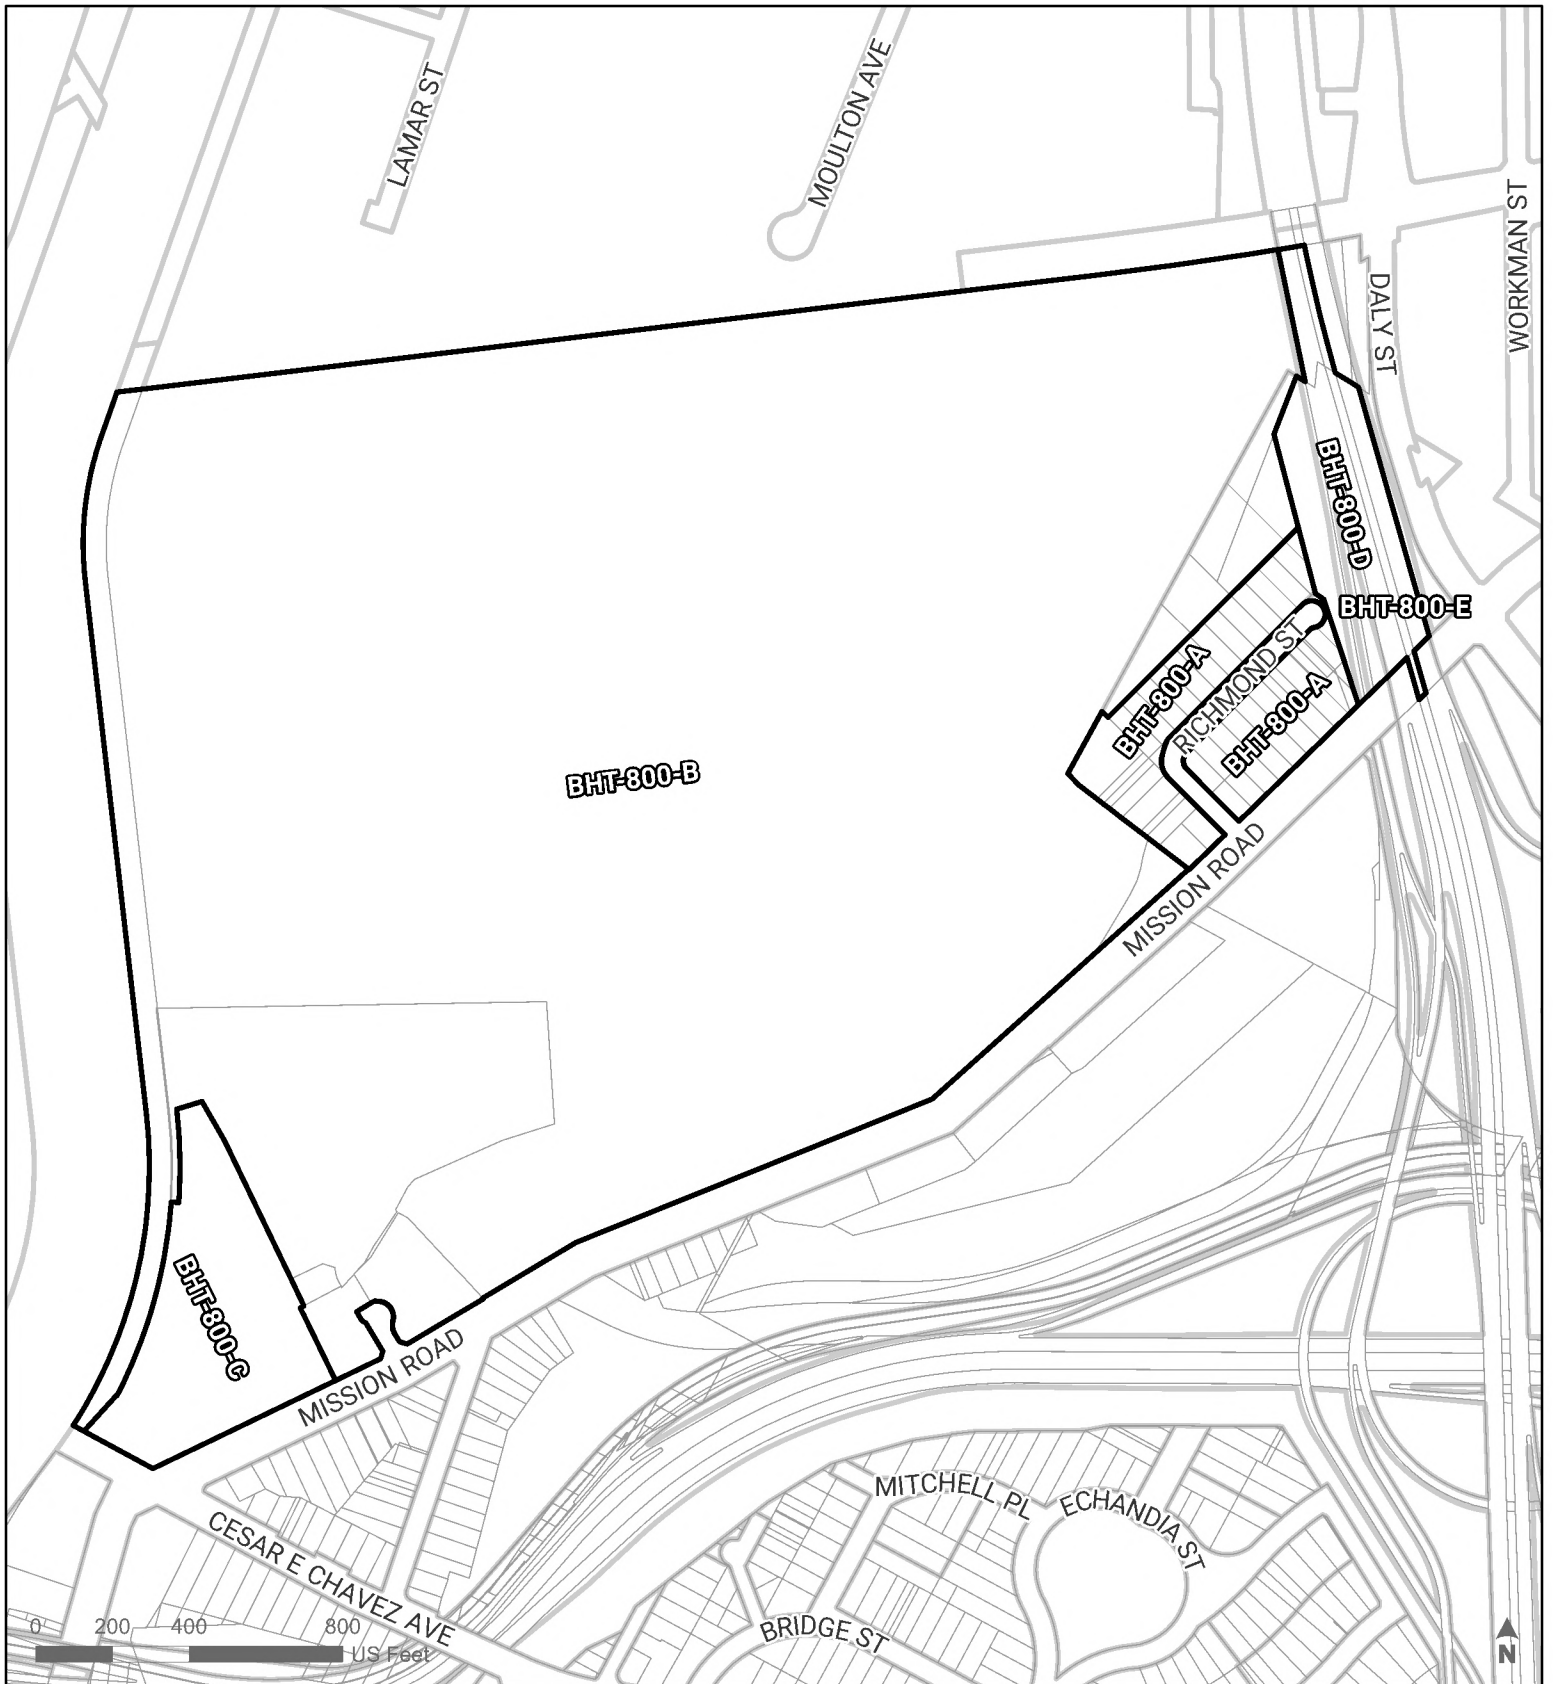 LAMAR ST
MOULTON AVE
WORKMAN ST
DALY ST
BHT-800-D
BHT-800-E
BHT-800-A
RICHMOND ST
BHT-800-A
BHT-800-B
MISSION ROAD
BHT-800-C
MISSION ROAD
MITCHELL PL
ECHANDIA ST
CESAR E CHAVEZ AVE
BRIDGE ST
0 200 400 800
US Feet
N